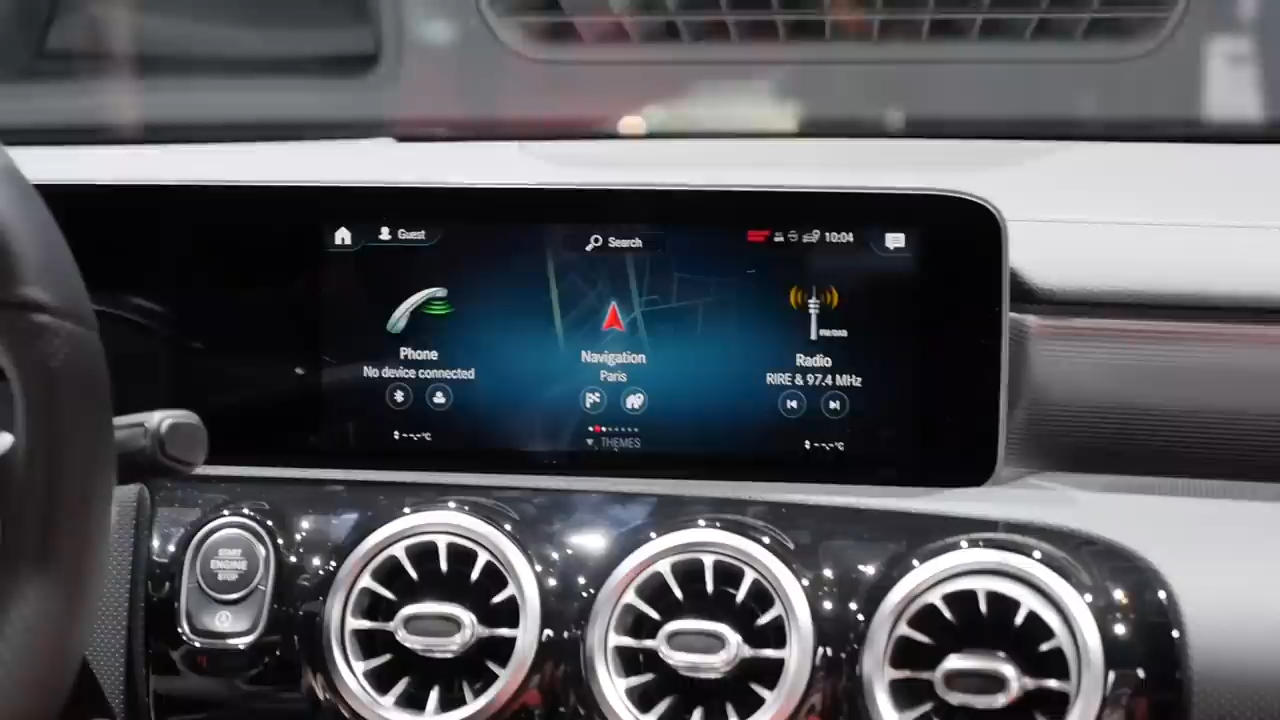 Guest
Search
10:04
Phone
No device connected
Navigation
Paris
Radio
RIRE & 97.4 MHz
THEMES
START
ENGINE
STOP